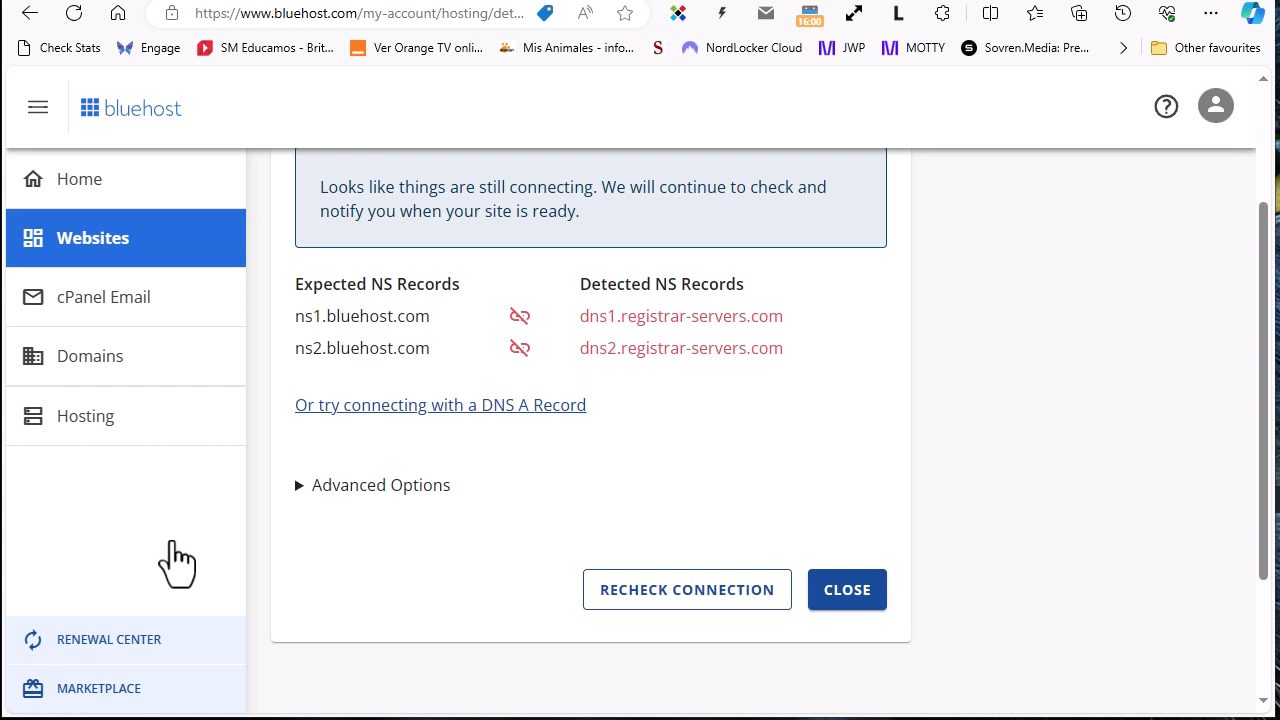 https://www.bluehost.com/my-account/hosting/det...
16:00
L
Check Stats
Engage
SM Educamos - Brit...
Ver Orange TV onli...
Mis Animales - info...
S
NordLocker Cloud
JWP
MOTTY
Sovren.Media: Pre...
Other favourites
bluehost
Home
Websites
cPanel Email
Domains
Hosting
RENEWAL CENTER
MARKETPLACE
Looks like things are still connecting. We will continue to check and
notify you when your site is ready.
Expected NS Records Detected NS Records
ns1.bluehost.com dns1.registrar-servers.com
ns2.bluehost.com dns2.registrar-servers.com
Or try connecting with a DNS A Record
Advanced Options
RECHECK CONNECTION CLOSE